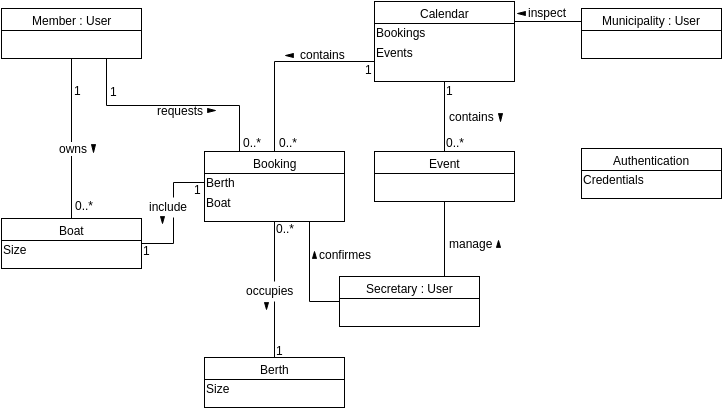 Member : User
Calendar
Bookings
Events
inspect
Municipality : User
contains
1
1
1
requests
1
contains
owns
0..*
0..*
0..*
Booking
Berth
Boat
Event
Authentication
Credentials
1
include
0..*
Boat
Size
1
0..*
confirmes
manage
occupies
Secretary : User
1
Berth
Size